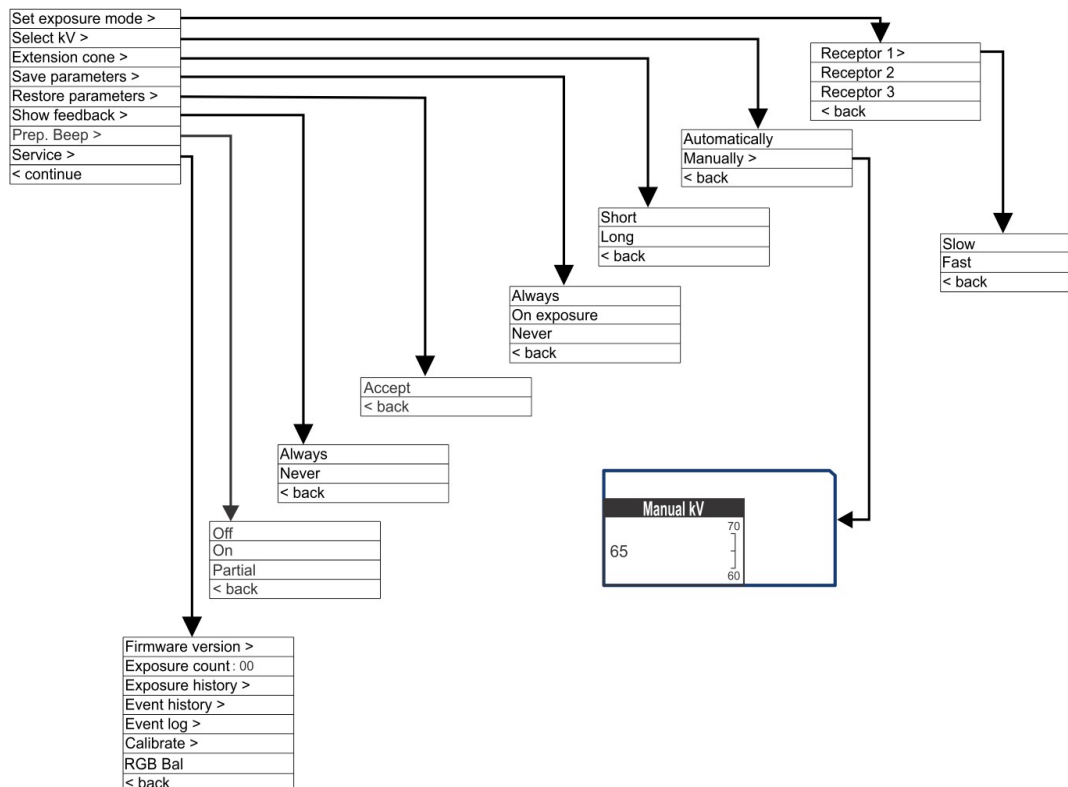 Set exposure mode >
Select kV >
Extension cone >
Save parameters >
Restore parameters >
Show feedback >
Prep. Beep >
Service >
< continue
Receptor 1 >
Receptor 2
Receptor 3
< back
Automatically
Manually >
< back
Short
Long
< back
Slow
Fast
< back
Always
On exposure
Never
< back
Accept
< back
Always
Never
< back
Manual kV
70
65
60
Off
On
Partial
< back
Firmware version >
Exposure count : 00
Exposure history >
Event history >
Event log >
Calibrate >
RGB Bal
< back